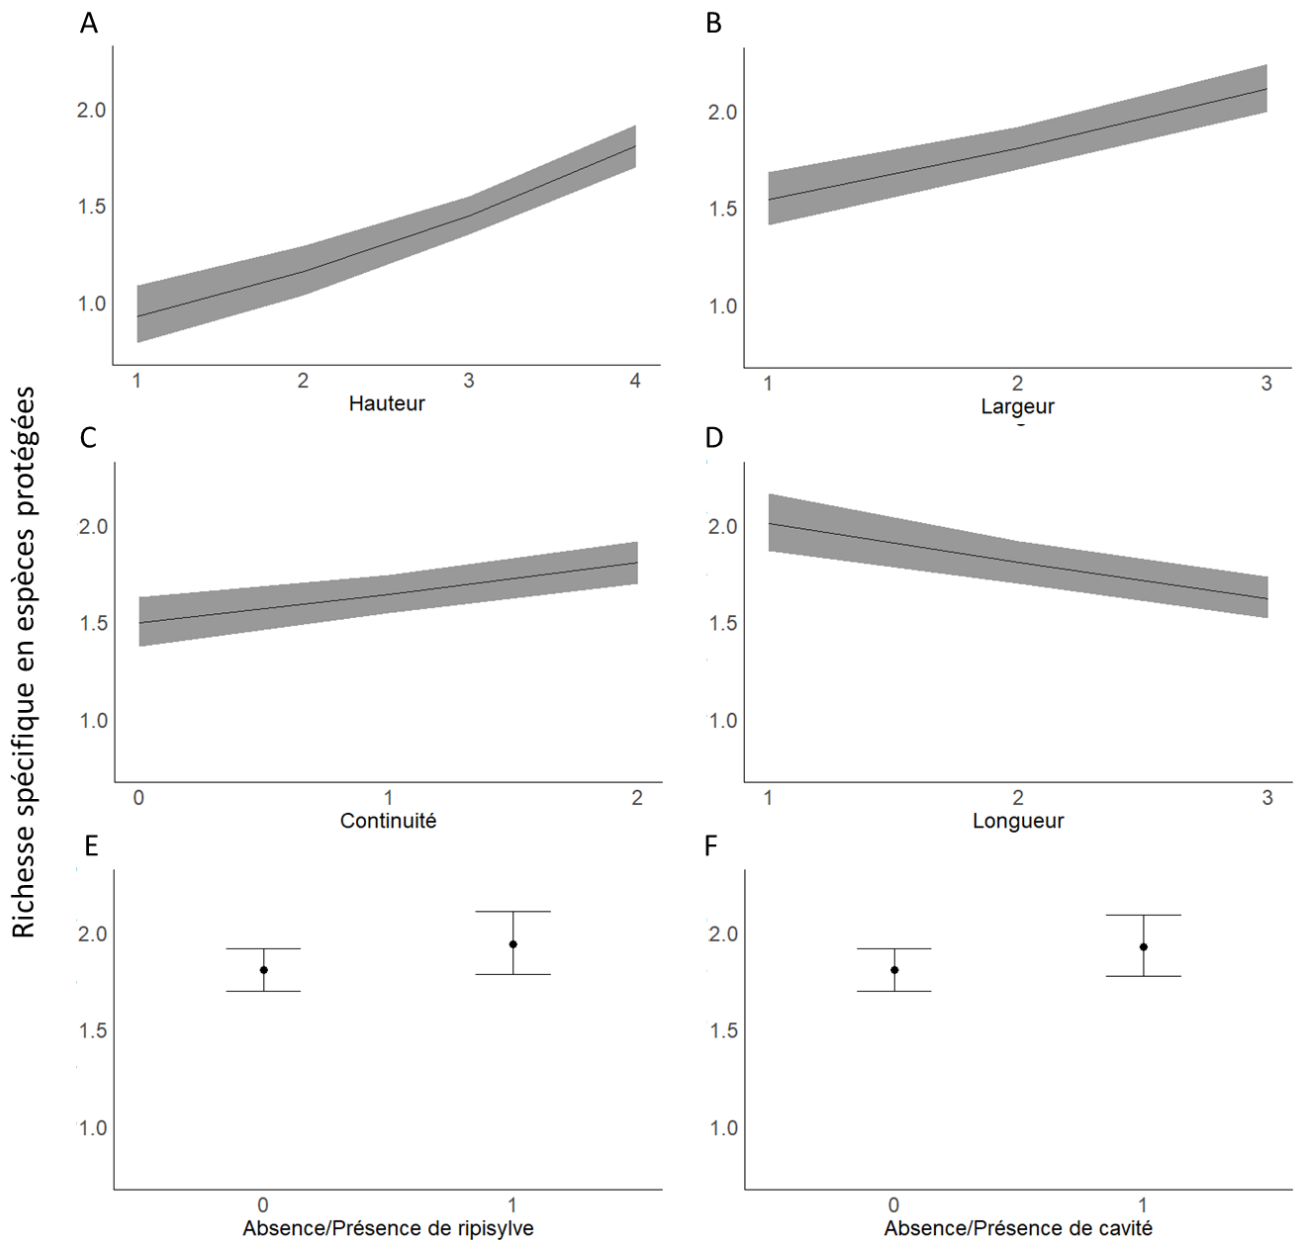 Richesse spécifique en espèces protégées
A
2.0
1.5
1.0
1 2 3 4
Hauteur
B
2.0
1.5
1.0
1 2 3
Largeur
C
2.0
1.5
1.0
0 1 2
Continuité
D
2.0
1.5
1.0
1 2 3
Longueur
E
2.0
1.5
1.0
0 1
Absence/Présence de ripisylve
F
2.0
1.5
1.0
0 1
Absence/Présence de cavité